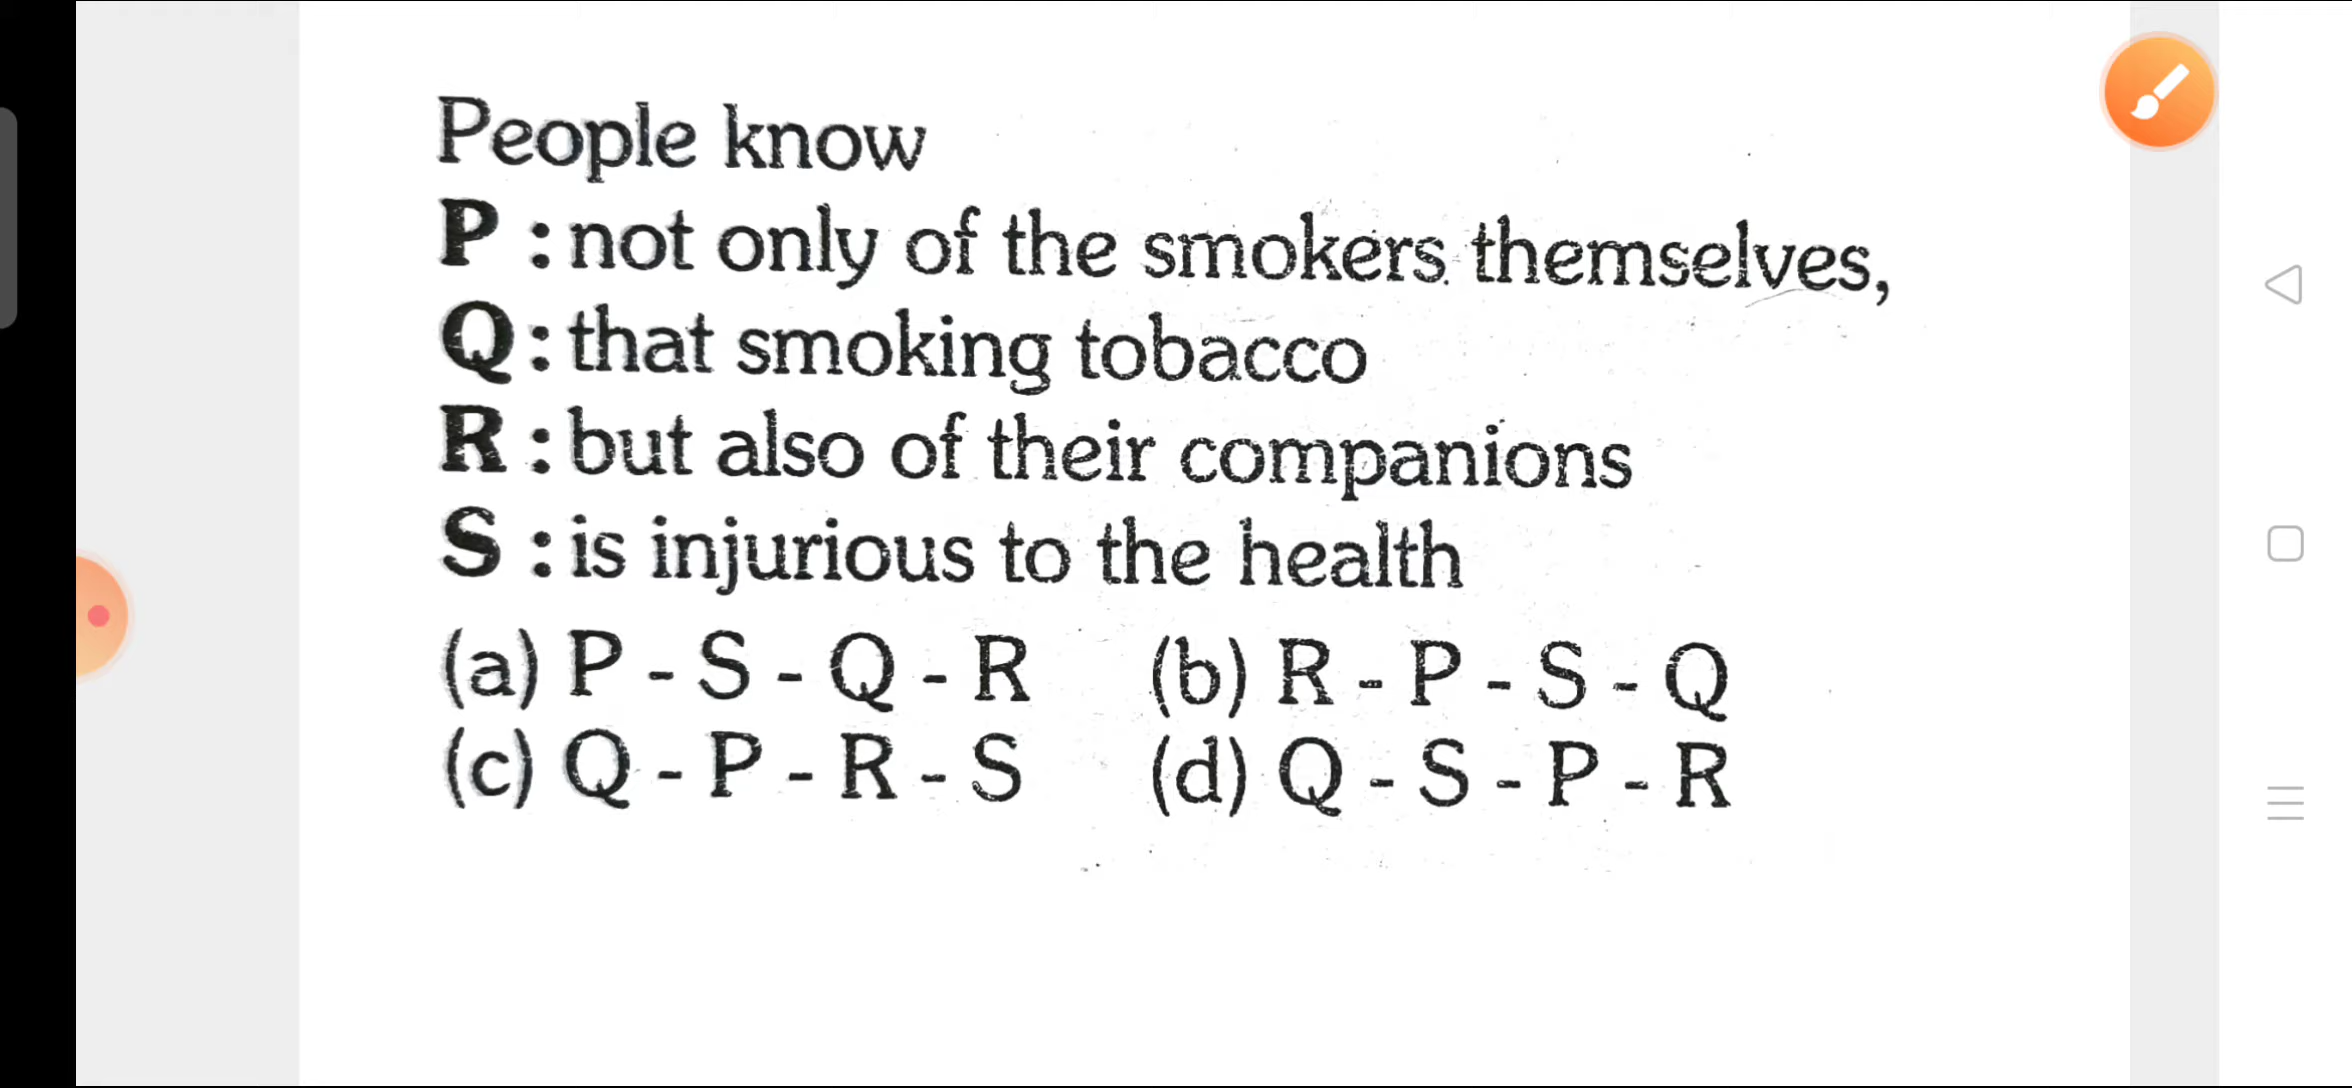 People know
P : not only of the smokers themselves,
Q : that smoking tobacco
R : but also of their companions
S : is injurious to the health
(a) P - S - Q - R (b) R - P - S - Q
(c) Q - P - R - S (d) Q - S - P - R